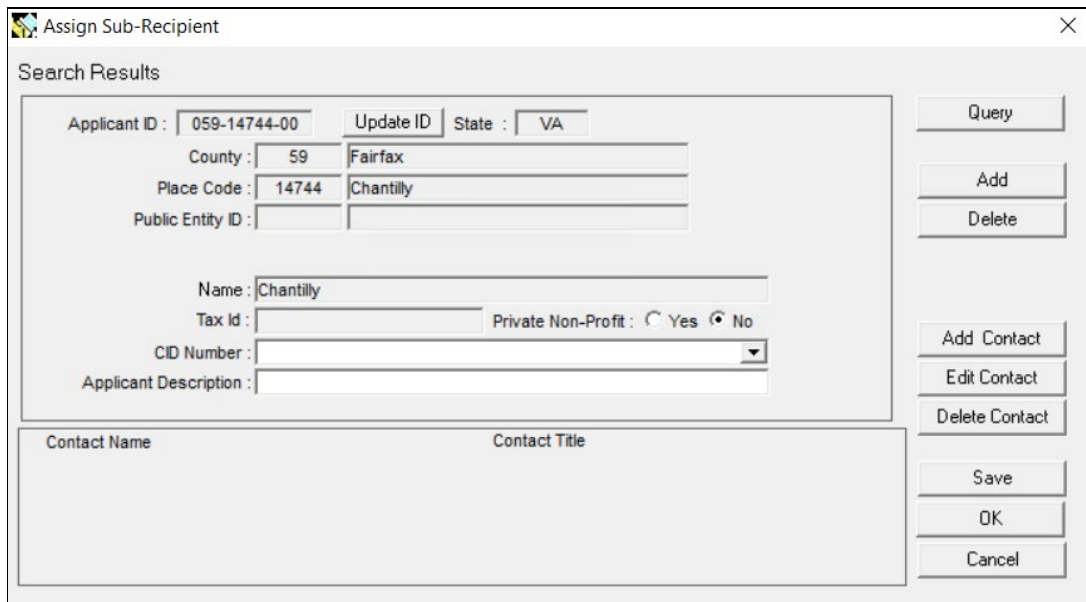 Assign Sub-Recipient
Search Results
Applicant ID : 059-14744-00 Update ID State : VA
County : 59 Fairfax
Place Code : 14744 Chantilly
Public Entity ID :
Name : Chantilly
Tax Id : Private Non-Profit : Yes No
CID Number :
Applicant Description :
Query
Add
Delete
Add Contact
Edit Contact
Delete Contact
Contact Name Contact Title
Save
OK
Cancel